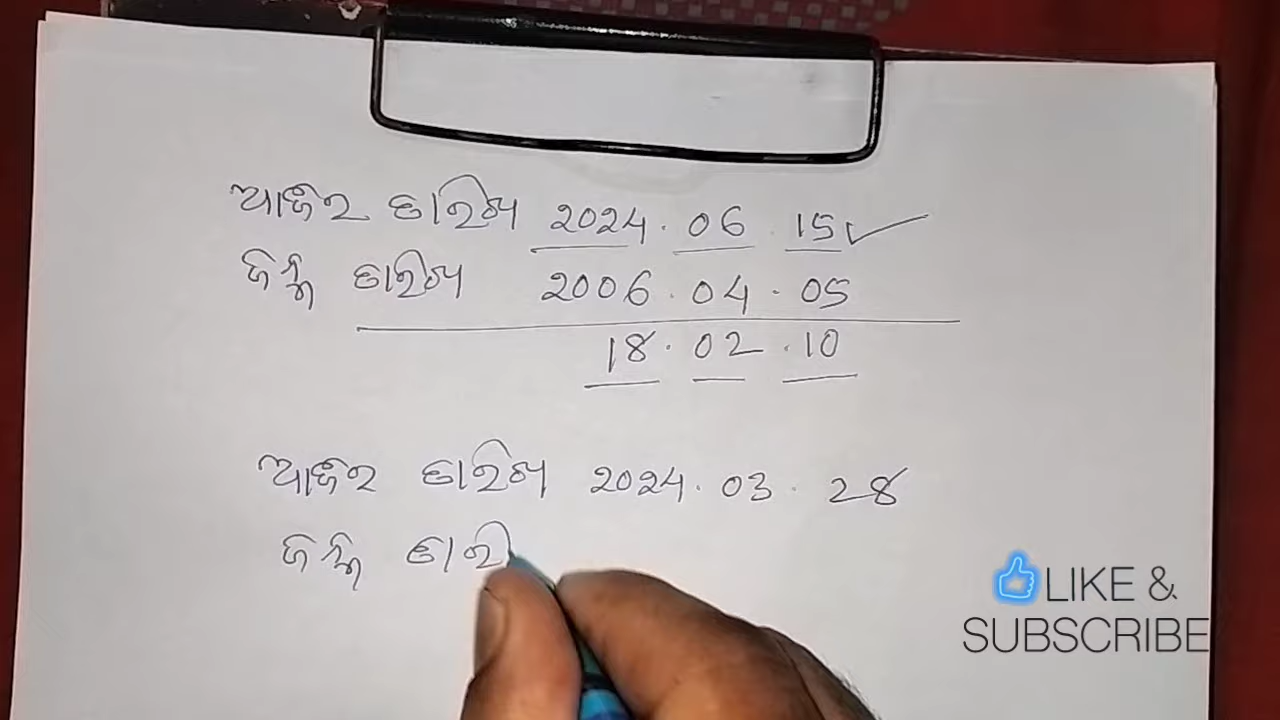 ଆଜିର ତାରିଖ 2024.06.15
ଜନ୍ମ ତାରିଖ 2006.04.05
18.02.10
ଆଜିର ତାରିଖ 2024.03.28
ଜନ୍ମ ତାରି
LIKE &
SUBSCRIBE